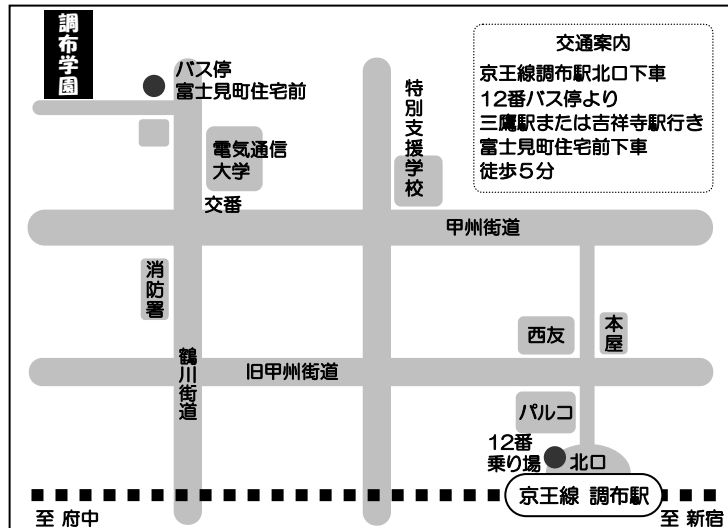 調布学園
バス停
富士見町住宅前
特別支援学校
交通案内
京王線調布駅北口下車
12番バス停より
三鷹駅または吉祥寺駅行き
富士見町住宅前下車
徒歩5分
電気通信
大学
交番
甲州街道
消防署
西友
本屋
鶴川街道
旧甲州街道
パルコ
12番
乗り場
北口
京王線 調布駅
至 府中
至 新宿